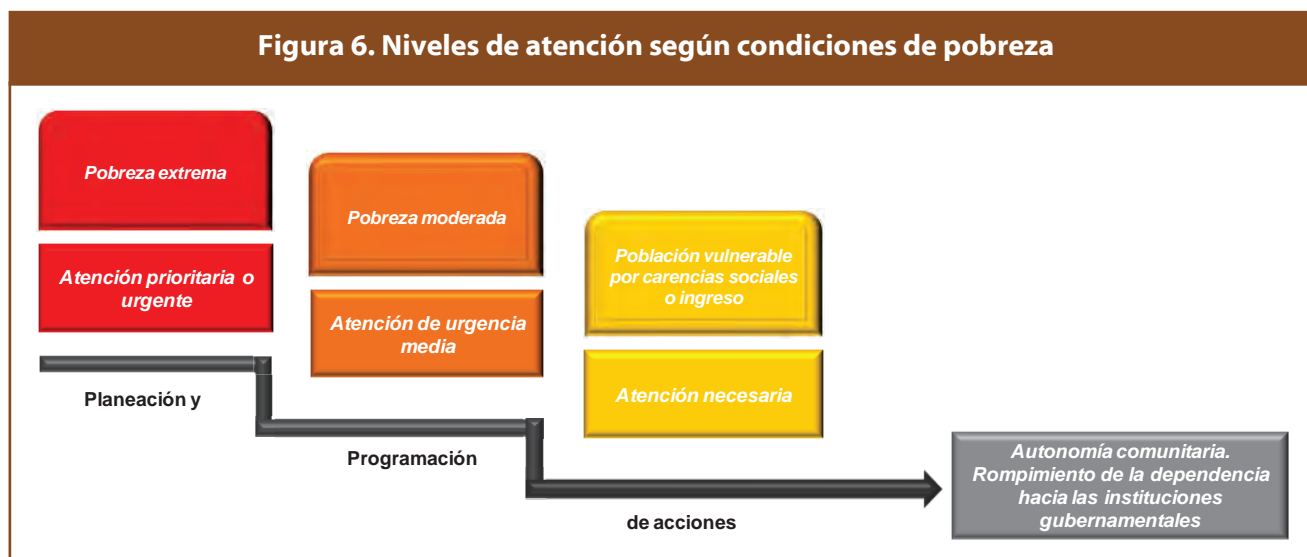 Figura 6. Niveles de atención según condiciones de pobreza
Pobreza extrema
Atención prioritaria o
urgente
Pobreza moderada
Atención de urgencia
media
Población vulnerable
por carencias sociales
o ingreso
Atención necesaria
Planeación y
Programación
de acciones
Autonomía comunitaria.
Rompimiento de la dependencia
hacia las instituciones
gubernamentales